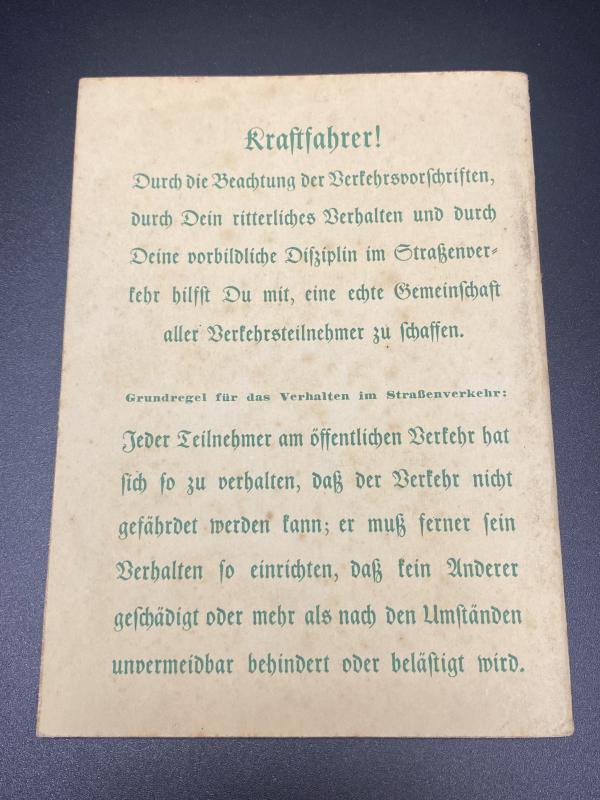 Kraftfahrer!
Durch die Beachtung der Verkehrsvorschriften,
durch Dein ritterliches Verhalten und durch
Deine vorbildliche Disziplin im Straßenver-
kehr hilfst Du mit, eine echte Gemeinschaft
aller Verkehrsteilnehmer zu schaffen.
Grundregel für das Verhalten im Straßenverkehr:
Jeder Teilnehmer am öffentlichen Verkehr hat
sich so zu verhalten, daß der Verkehr nicht
gefährdet werden kann; er muß ferner sein
Verhalten so einrichten, daß kein Anderer
geschädigt oder mehr als nach den Umständen
unvermeidbar behindert oder belästigt wird.